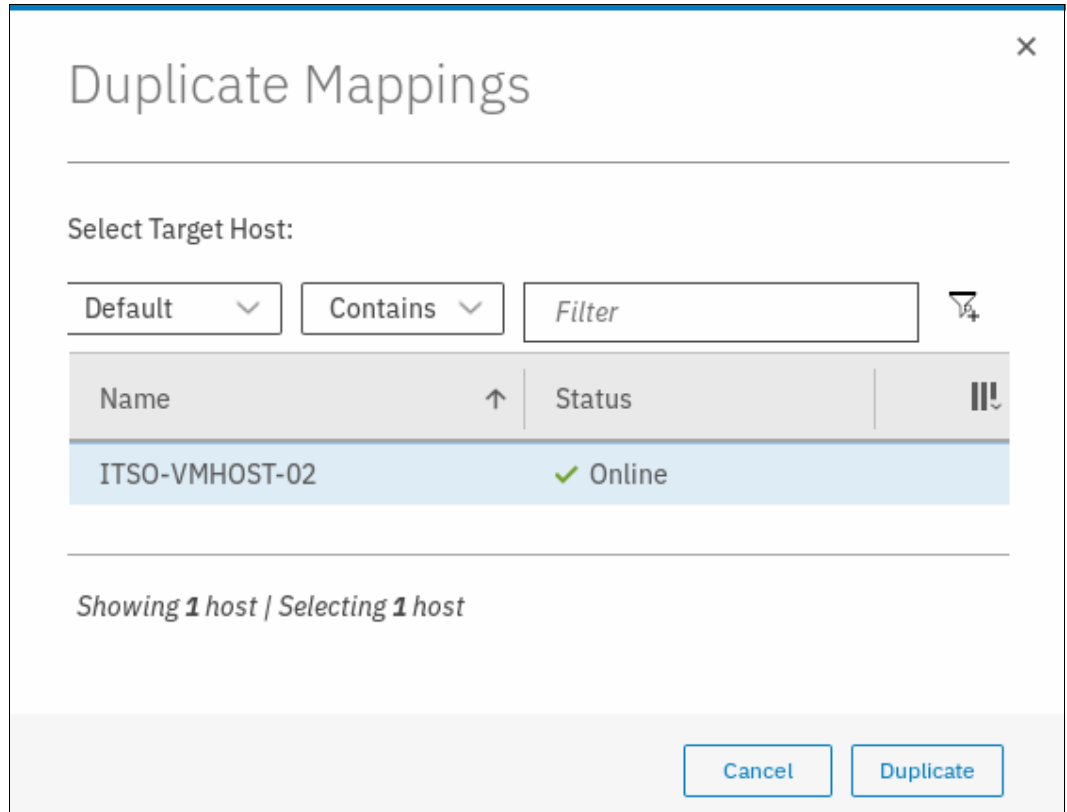 Duplicate Mappings
Select Target Host:
Default Contains Filter
Name Status
ITSO-VMHOST-02 Online
Showing 1 host | Selecting 1 host
Cancel Duplicate